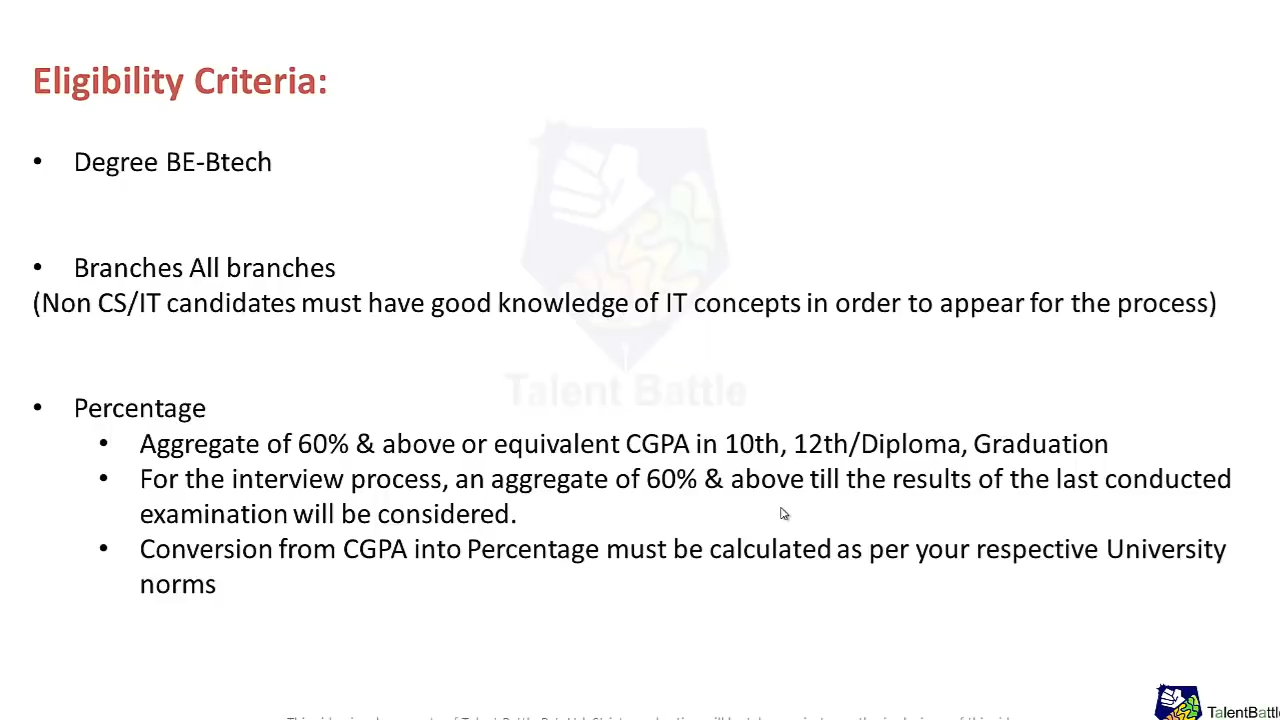 Eligibility Criteria:
• Degree BE-Btech
• Branches All branches
(Non CS/IT candidates must have good knowledge of IT concepts in order to appear for the process)
Talent Battle
• Percentage
• Aggregate of 60% & above or equivalent CGPA in 10th, 12th/Diploma, Graduation
• For the interview process, an aggregate of 60% & above till the results of the last conducted
examination will be considered.
• Conversion from CGPA into Percentage must be calculated as per your respective University
norms
TalentBattle